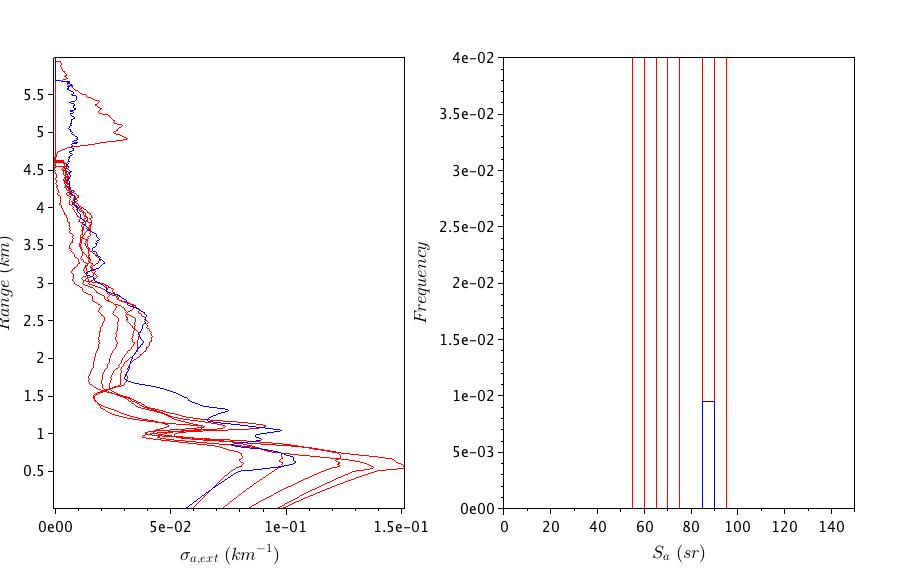 5.5
5
4.5
4
3.5
3
2.5
2
1.5
1
0.5
Range (km)
0e00 5e-02 1e-01 1.5e-01
σ_{a,ext} (km^{-1})
4e-02
3.5e-02
3e-02
2.5e-02
2e-02
1.5e-02
1e-02
5e-03
0e00
Frequency
0 20 40 60 80 100 120 140
S_a (sr)